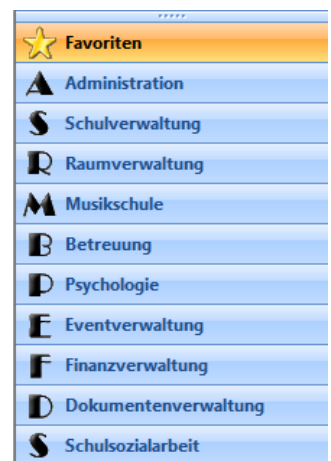 Favoriten
A Administration
S Schulverwaltung
R Raumverwaltung
M Musikschule
B Betreuung
P Psychologie
E Eventverwaltung
F Finanzverwaltung
D Dokumentenverwaltung
S Schulsozialarbeit